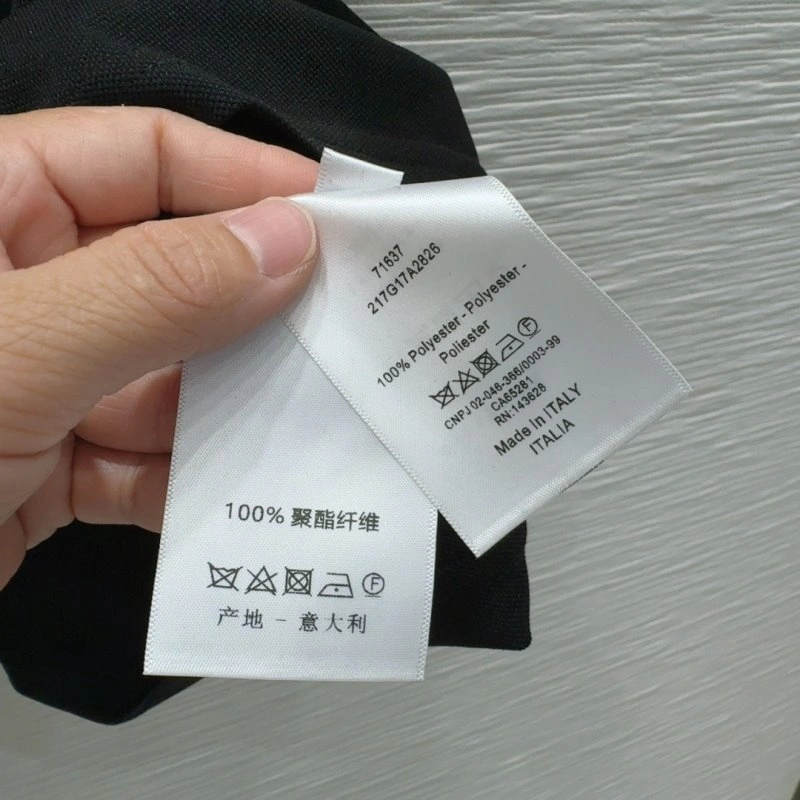 71637
217G17A2826
100% Polyester - Polyester -
Poliester
F
CNPJ 02-046-366/0003-99
CA65281
RN:143628
Made in ITALY
ITALIA
100% 聚酯纤维
F
产地 - 意大利